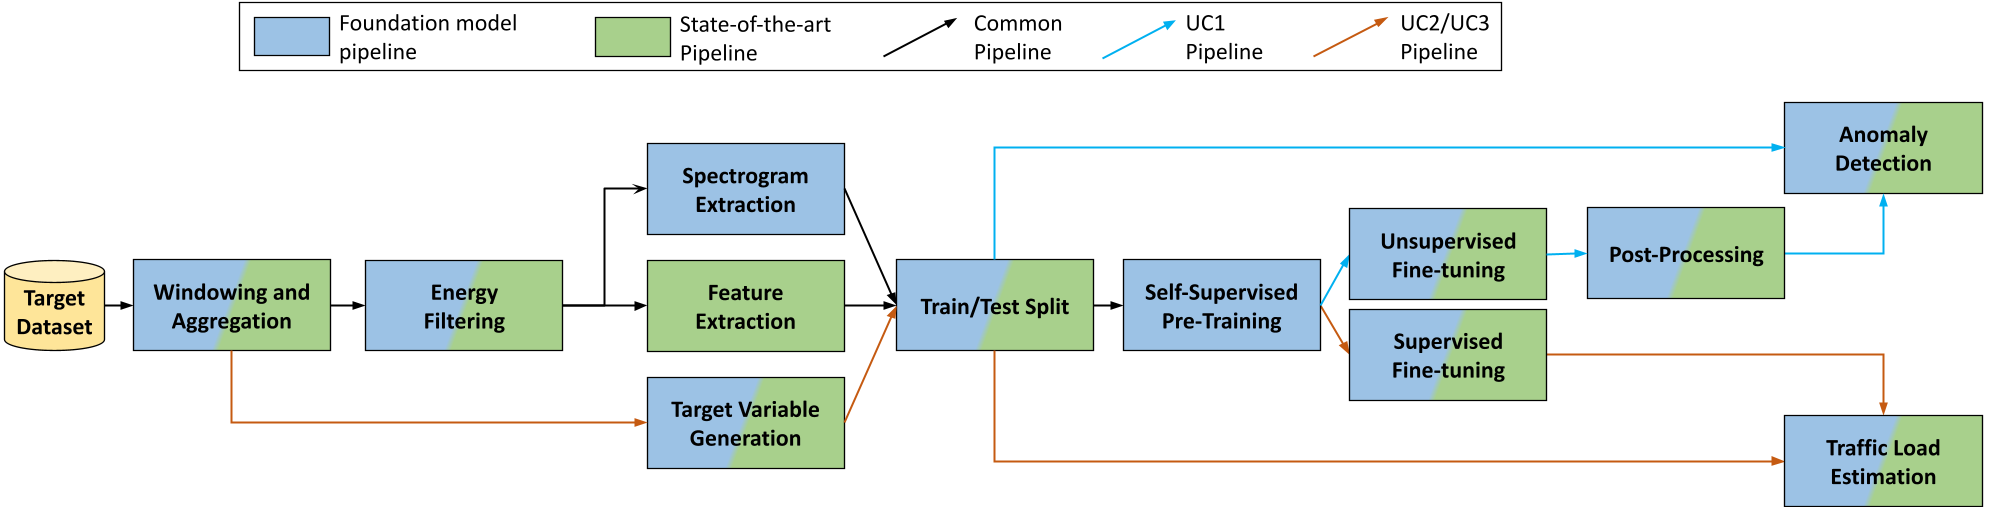 Foundation model
pipeline
State-of-the-art
Pipeline
Common
Pipeline
UC1
Pipeline
UC2/UC3
Pipeline
Target
Dataset
Windowing and
Aggregation
Energy
Filtering
Spectrogram
Extraction
Feature
Extraction
Target Variable
Generation
Train/Test Split
Self-Supervised
Pre-Training
Unsupervised
Fine-tuning
Supervised
Fine-tuning
Post-Processing
Anomaly
Detection
Traffic Load
Estimation